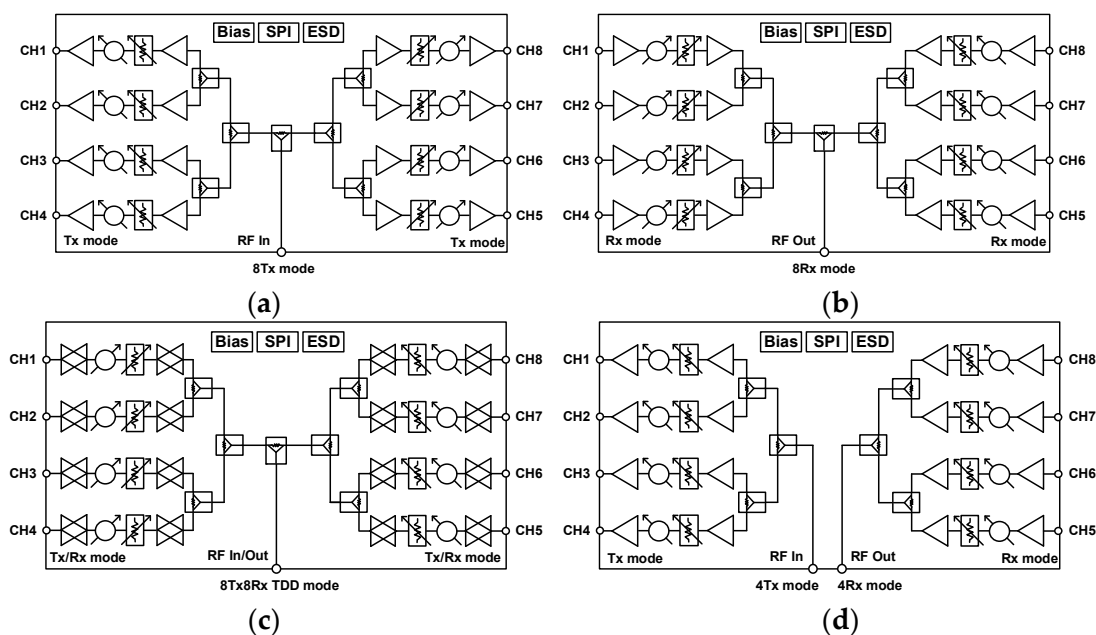 Bias SPI ESD
CH1
CH2
CH3
CH4
CH8
CH7
CH6
CH5
Tx mode
RF In
Tx mode
8Tx mode
(a)
Bias SPI ESD
CH1
CH2
CH3
CH4
CH8
CH7
CH6
CH5
Rx mode
RF Out
Rx mode
8Rx mode
(b)
Bias SPI ESD
CH1
CH2
CH3
CH4
CH8
CH7
CH6
CH5
Tx/Rx mode
RF In/Out
Tx/Rx mode
8Tx8Rx TDD mode
(c)
Bias SPI ESD
CH1
CH2
CH3
CH4
CH8
CH7
CH6
CH5
Tx mode
RF In
RF Out
Rx mode
4Tx mode
4Rx mode
(d)